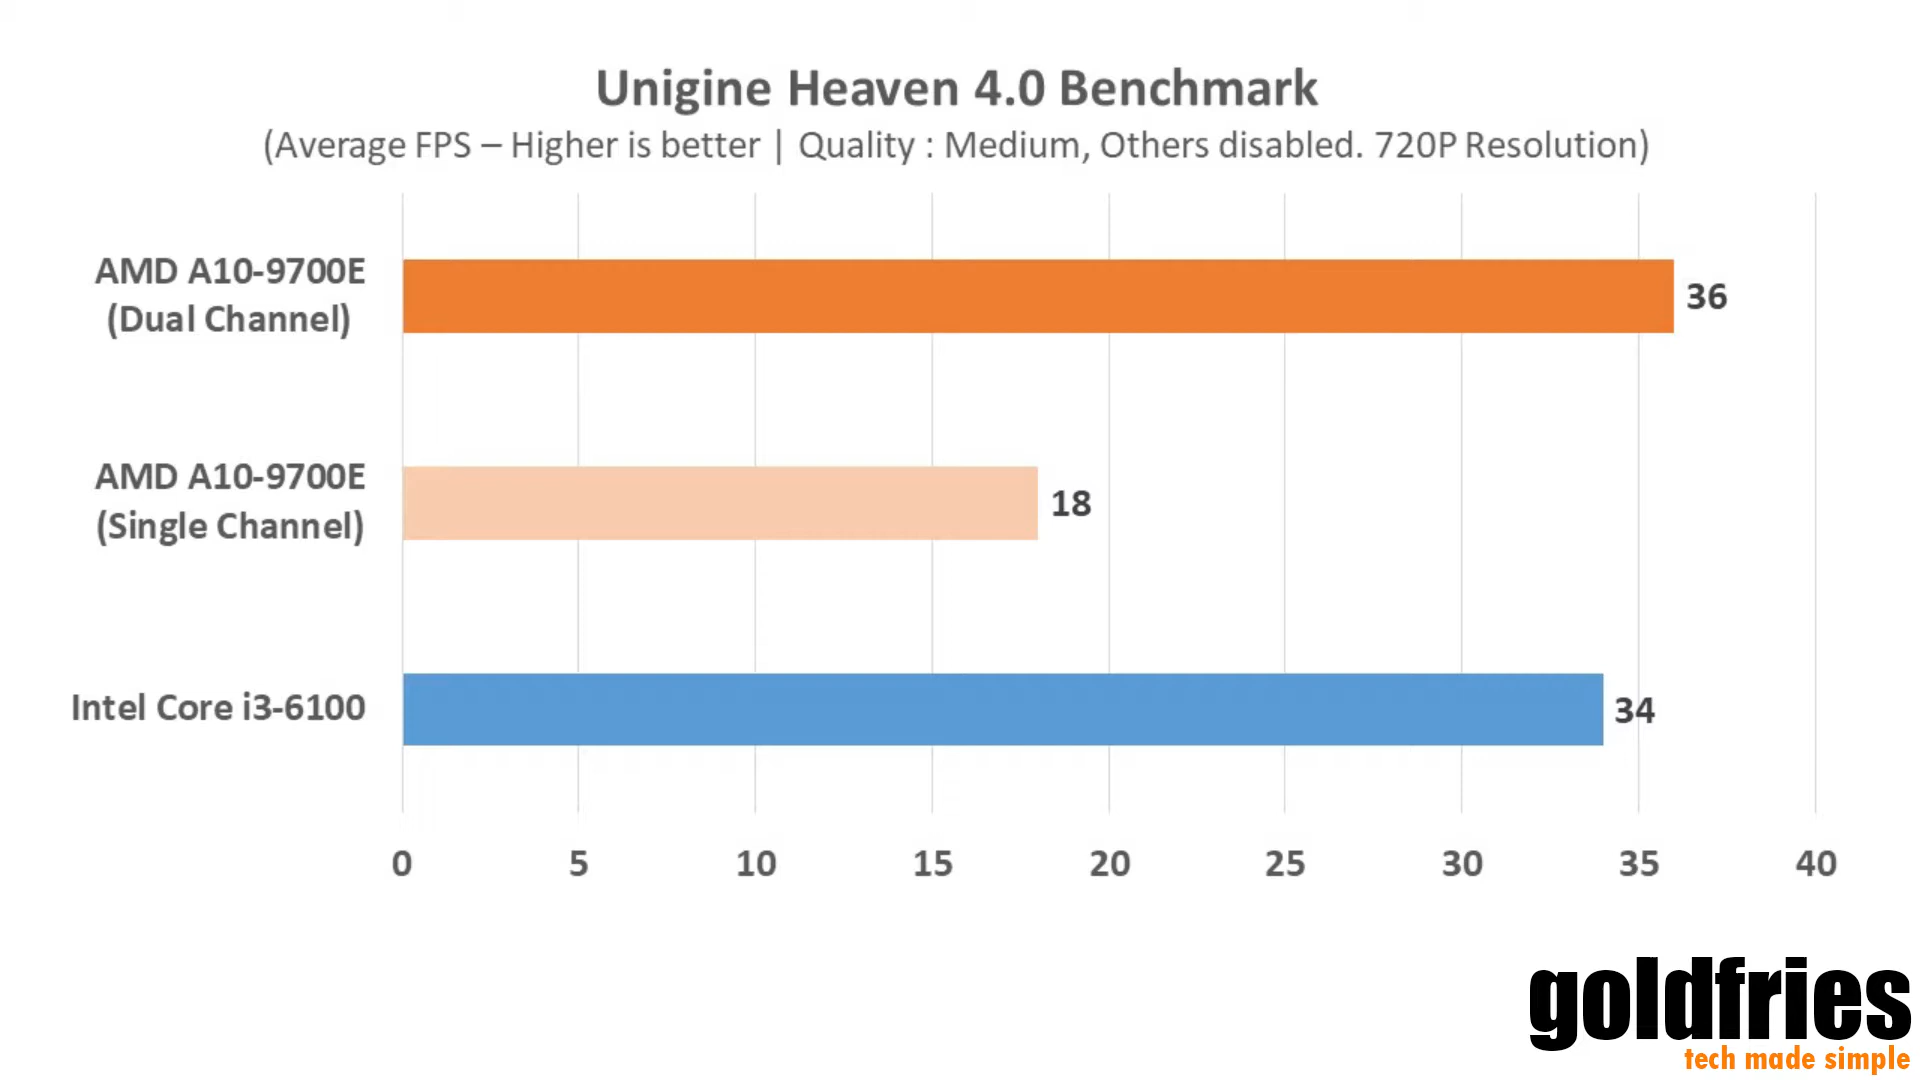 Unigine Heaven 4.0 Benchmark
(Average FPS – Higher is better | Quality : Medium, Others disabled. 720P Resolution)
AMD A10-9700E
(Dual Channel)
36
AMD A10-9700E
(Single Channel)
18
Intel Core i3-6100
34
0 5 10 15 20 25 30 35 40
goldfries
tech made simple